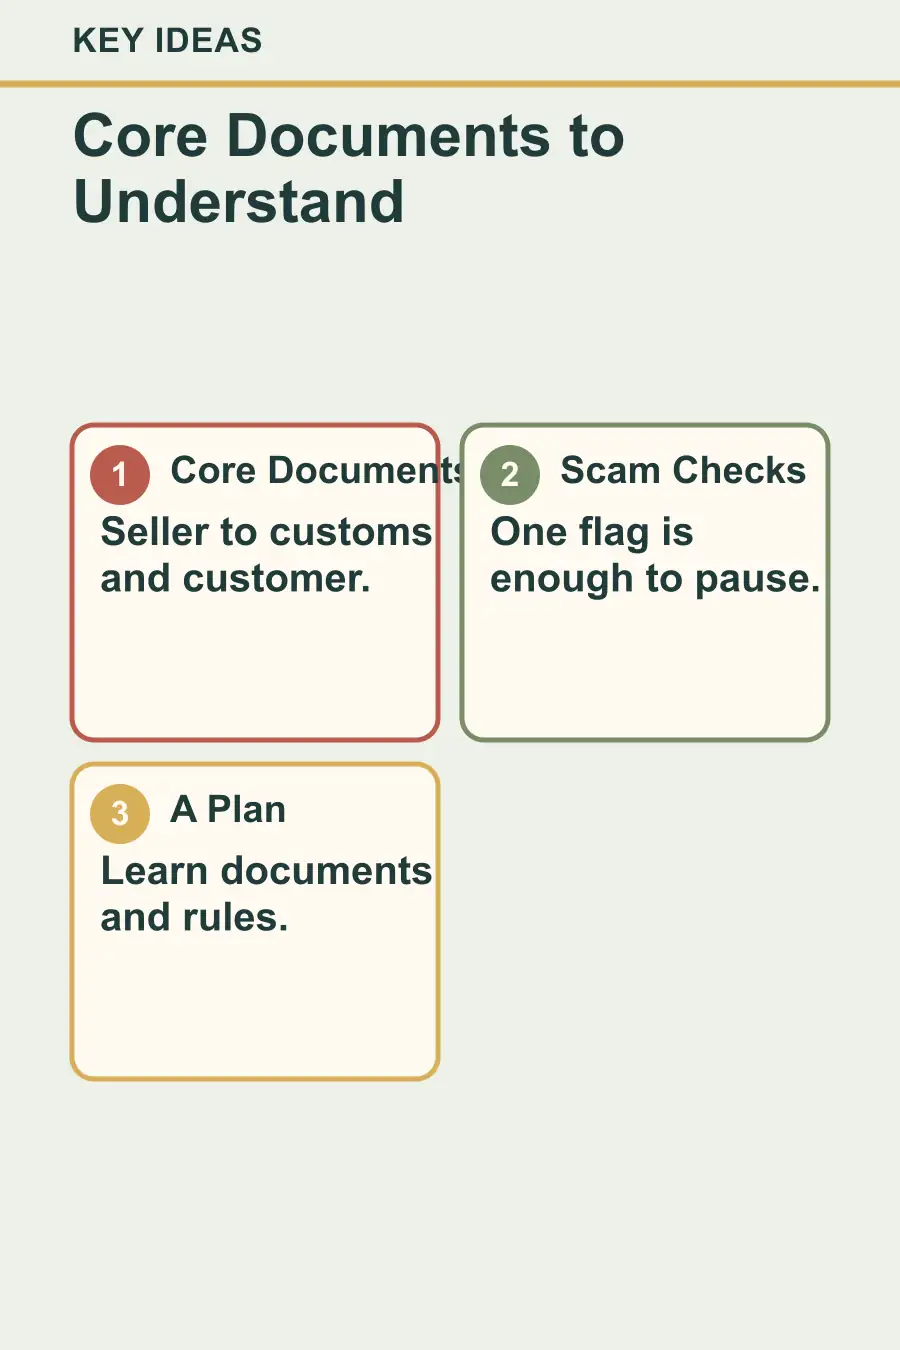 KEY IDEAS
Core Documents to
Understand
1
Core Documents
Seller to customs
and customer.
2
Scam Checks
One flag is
enough to pause.
3
A Plan
Learn documents
and rules.